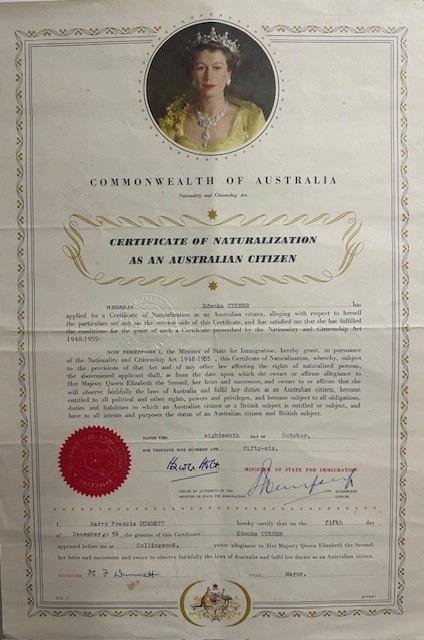 COMMONWEALTH OF AUSTRALIA
Nationality and Citizenship Act.
CERTIFICATE OF NATURALIZATION
AS AN AUSTRALIAN CITIZEN
WHEREAS Zdenka has
applied for a Certificate of Naturalization as an Australian citizen, alleging with respect to herself
the particulars set out on the reverse side of this Certificate, and has satisfied me that she has fulfilled
the conditions for the grant of such a Certificate prescribed by the Nationality and Citizenship Act
1948-1955:
NOW THEREFORE I, the Minister of State for Immigration, hereby grant, in pursuance
of the Nationality and Citizenship Act 1948-1955, this Certificate of Naturalization, whereby, subject
to the provisions of that Act and of any other law affecting the rights of naturalized persons,
the abovenamed applicant shall, as from the date upon which she swears or affirms allegiance to
Her Majesty Queen Elizabeth the Second, her heirs and successors, and swears to or affirms that she
will observe faithfully the laws of Australia and fulfil her duties as an Australian citizen, become
entitled to all political and other rights, powers and privileges, and become subject to all obligations,
duties and liabilities to which an Australian citizen or a British subject is entitled or subject, and
have to all intents and purposes the status of an Australian citizen and British subject.
DATED THIS eighteenth DAY OF October,
ONE THOUSAND NINE HUNDRED AND fifty-six.
MINISTER OF STATE FOR IMMIGRATION
ISSUED BY AUTHORITY OF THE
MINISTER OF STATE FOR IMMIGRATION
AUTHORIZED
OFFICER
I, Harry Francis DUMMETT hereby certify that on the fifth day
of December 56, the grantee of this Certificate Zdenka
appeared before me at Collingwood, swore allegiance to Her Majesty Queen Elizabeth the Second,
her heirs and successors and swore to observe faithfully the laws of Australia and fulfil her duties as an Australian citizen.
SIGNATURE H F Dummett TITLE Mayor.